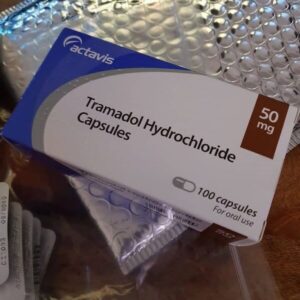 actavis
Tramadol Hydrochloride
Capsules
50
mg
100 capsules
For oral use